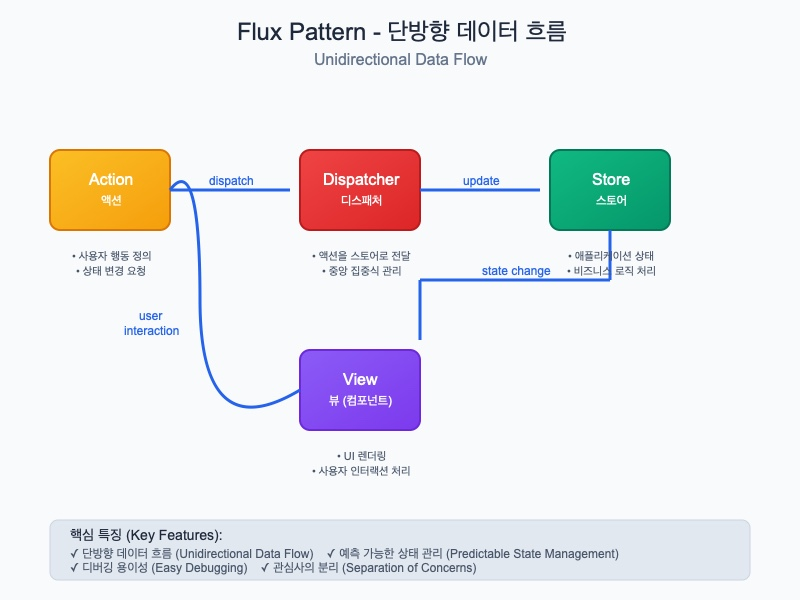 Flux Pattern - 단방향 데이터 흐름
Unidirectional Data Flow
Action
액션
dispatch
Dispatcher
디스패처
update
Store
스토어
• 사용자 행동 정의
• 상태 변경 요청
• 액션을 스토어로 전달
• 중앙 집중식 관리
• 애플리케이션 상태
• 비즈니스 로직 처리
state change
user
interaction
View
뷰 (컴포넌트)
• UI 렌더링
• 사용자 인터랙션 처리
핵심 특징 (Key Features):
✓ 단방향 데이터 흐름 (Unidirectional Data Flow) ✓ 예측 가능한 상태 관리 (Predictable State Management)
✓ 디버깅 용이성 (Easy Debugging) ✓ 관심사의 분리 (Separation of Concerns)